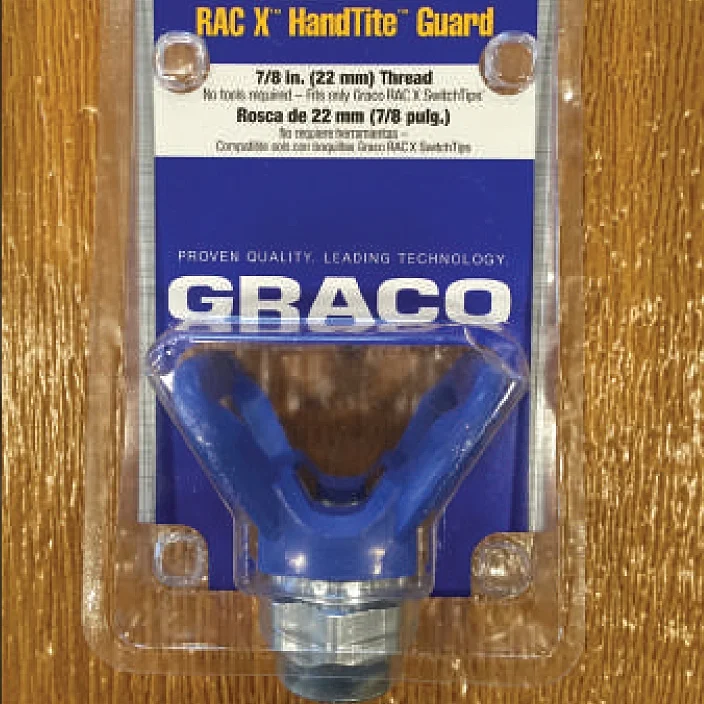 RAC X™ HandTite™ Guard
7/8 in. (22 mm) Thread
No tools required – Fits only Graco RAC X SwitchTips
Rosca de 22 mm (7/8 pulg.)
No requiere herramientas –
Compatible solo con boquillas Graco RAC X SwitchTips
PROVEN QUALITY. LEADING TECHNOLOGY.
GRACO